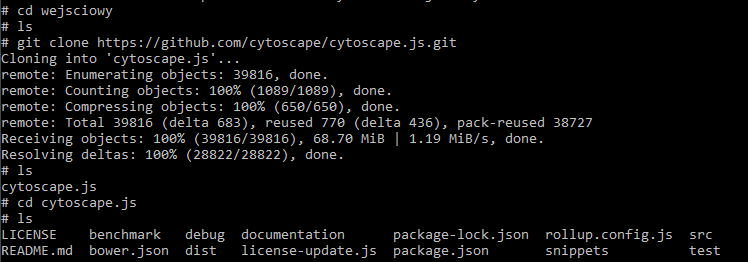 # cd wejsciowy
# ls
# git clone https://github.com/cytoscape/cytoscape.js.git
Cloning into 'cytoscape.js'...
remote: Enumerating objects: 39816, done.
remote: Counting objects: 100% (1089/1089), done.
remote: Compressing objects: 100% (650/650), done.
remote: Total 39816 (delta 683), reused 770 (delta 436), pack-reused 38727
Receiving objects: 100% (39816/39816), 68.70 MiB | 1.19 MiB/s, done.
Resolving deltas: 100% (28822/28822), done.
# ls
cytoscape.js
# cd cytoscape.js
# ls
LICENSE    benchmark   debug  documentation      package-lock.json  rollup.config.js  src
README.md  bower.json  dist   license-update.js  package.json       snippets          test